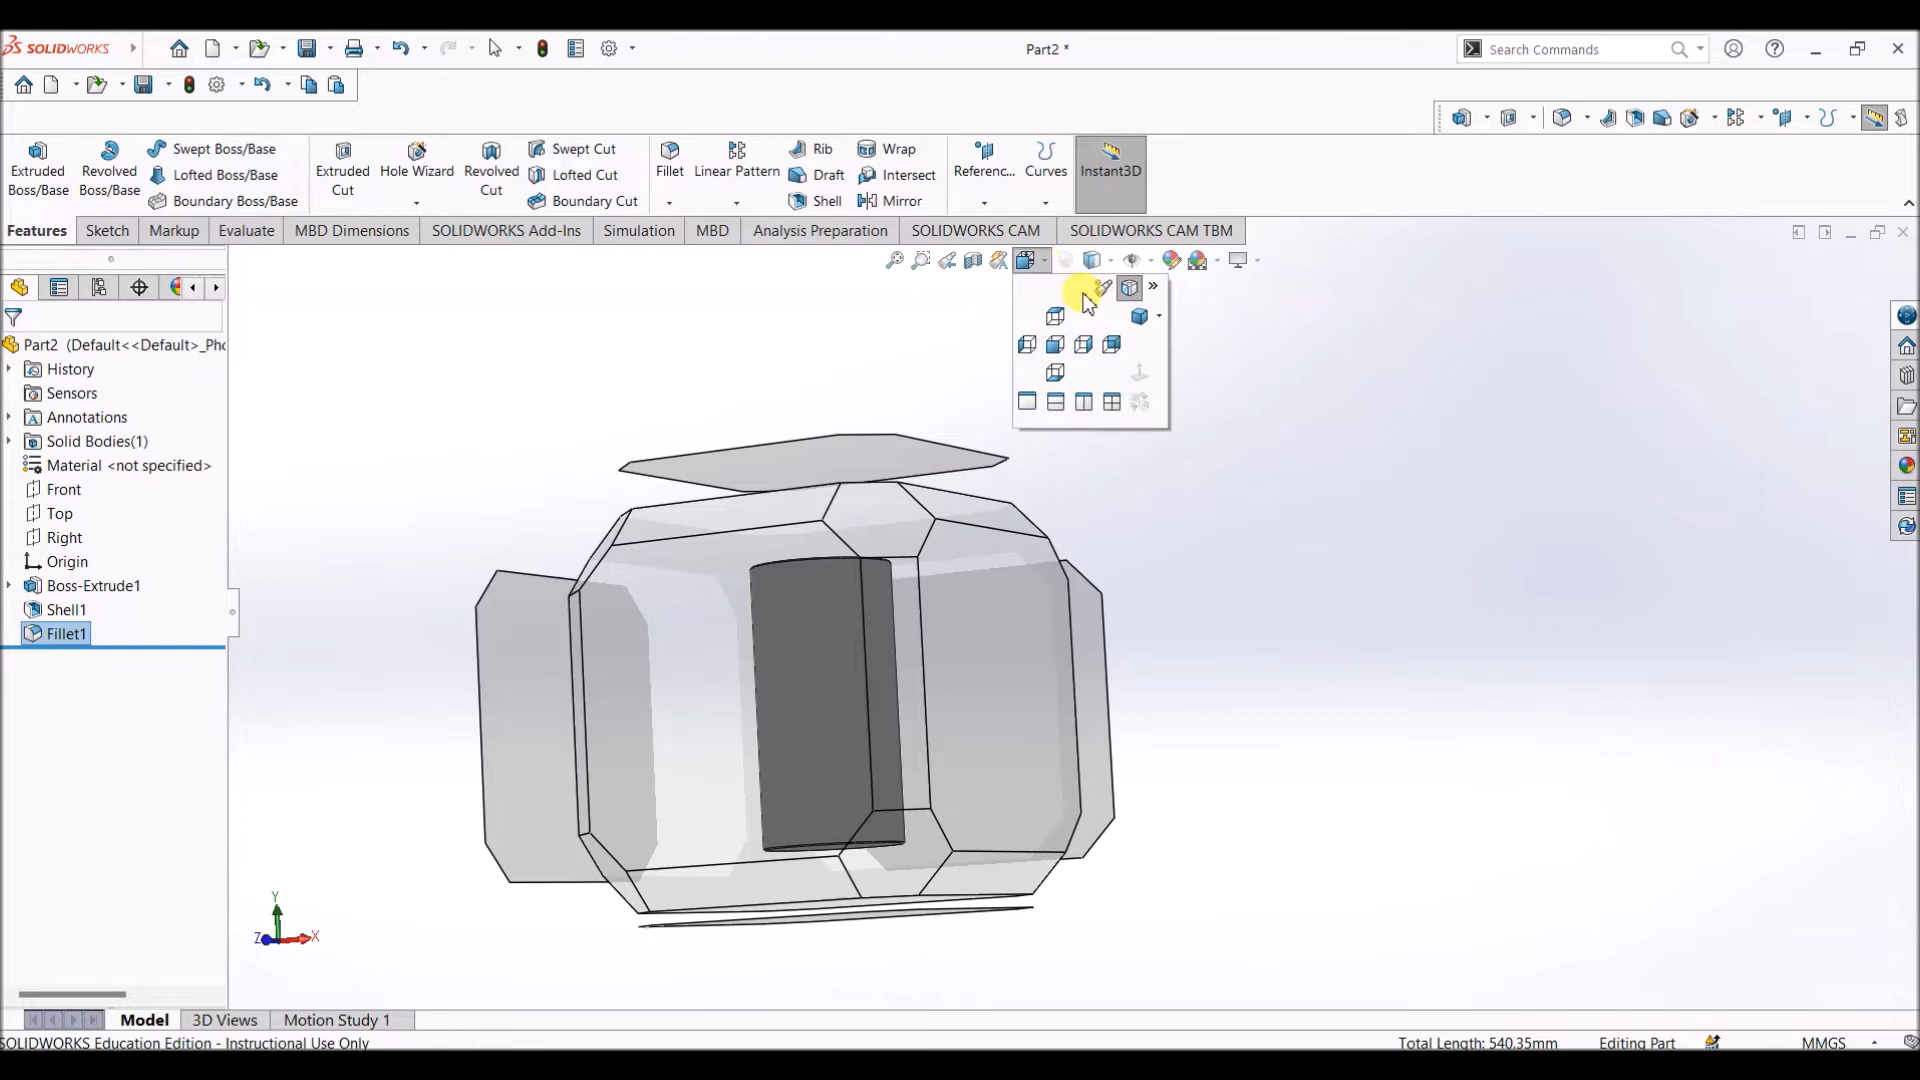 SOLIDWORKS
Part2 *
Search Commands
Extruded Boss/Base
Revolved Boss/Base
Swept Boss/Base
Lofted Boss/Base
Boundary Boss/Base
Extruded Cut
Hole Wizard
Revolved Cut
Swept Cut
Lofted Cut
Boundary Cut
Fillet
Linear Pattern
Rib
Draft
Shell
Wrap
Intersect
Mirror
Referenc...
Curves
Instant3D
Features
Sketch
Markup
Evaluate
MBD Dimensions
SOLIDWORKS Add-Ins
Simulation
MBD
Analysis Preparation
SOLIDWORKS CAM
SOLIDWORKS CAM TBM
Part2 (Default<<Default>_Pho
History
Sensors
Annotations
Solid Bodies(1)
Material <not specified>
Front
Top
Right
Origin
Boss-Extrude1
Shell1
Fillet1
Y
Z
X
Model
3D Views
Motion Study 1
SOLIDWORKS Education Edition - Instructional Use Only
Total Length: 540.35mm
Editing Part
MMGS